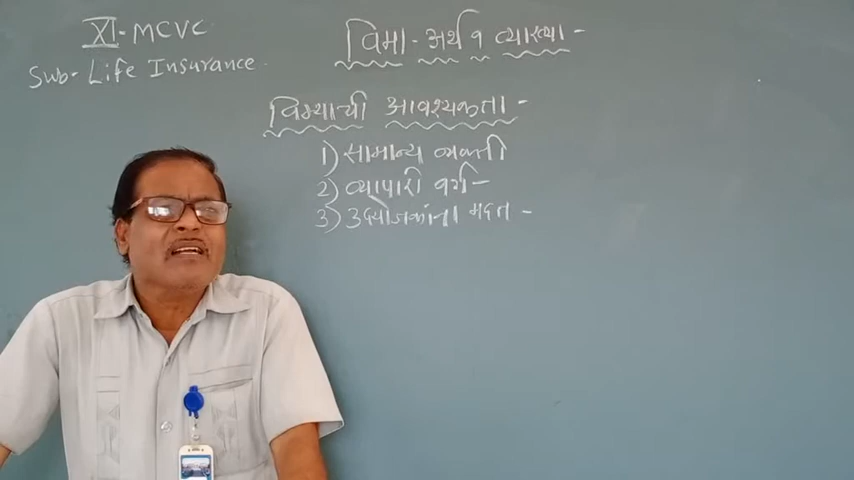 XI - MCVC
विमा - अर्थ व व्याख्या -
Sub - Life Insurance -
विम्याची आवश्यकता -
1) सामान्य व्यक्ती
2) व्यापारी वर्ग -
3) उद्योजकांना मदत -